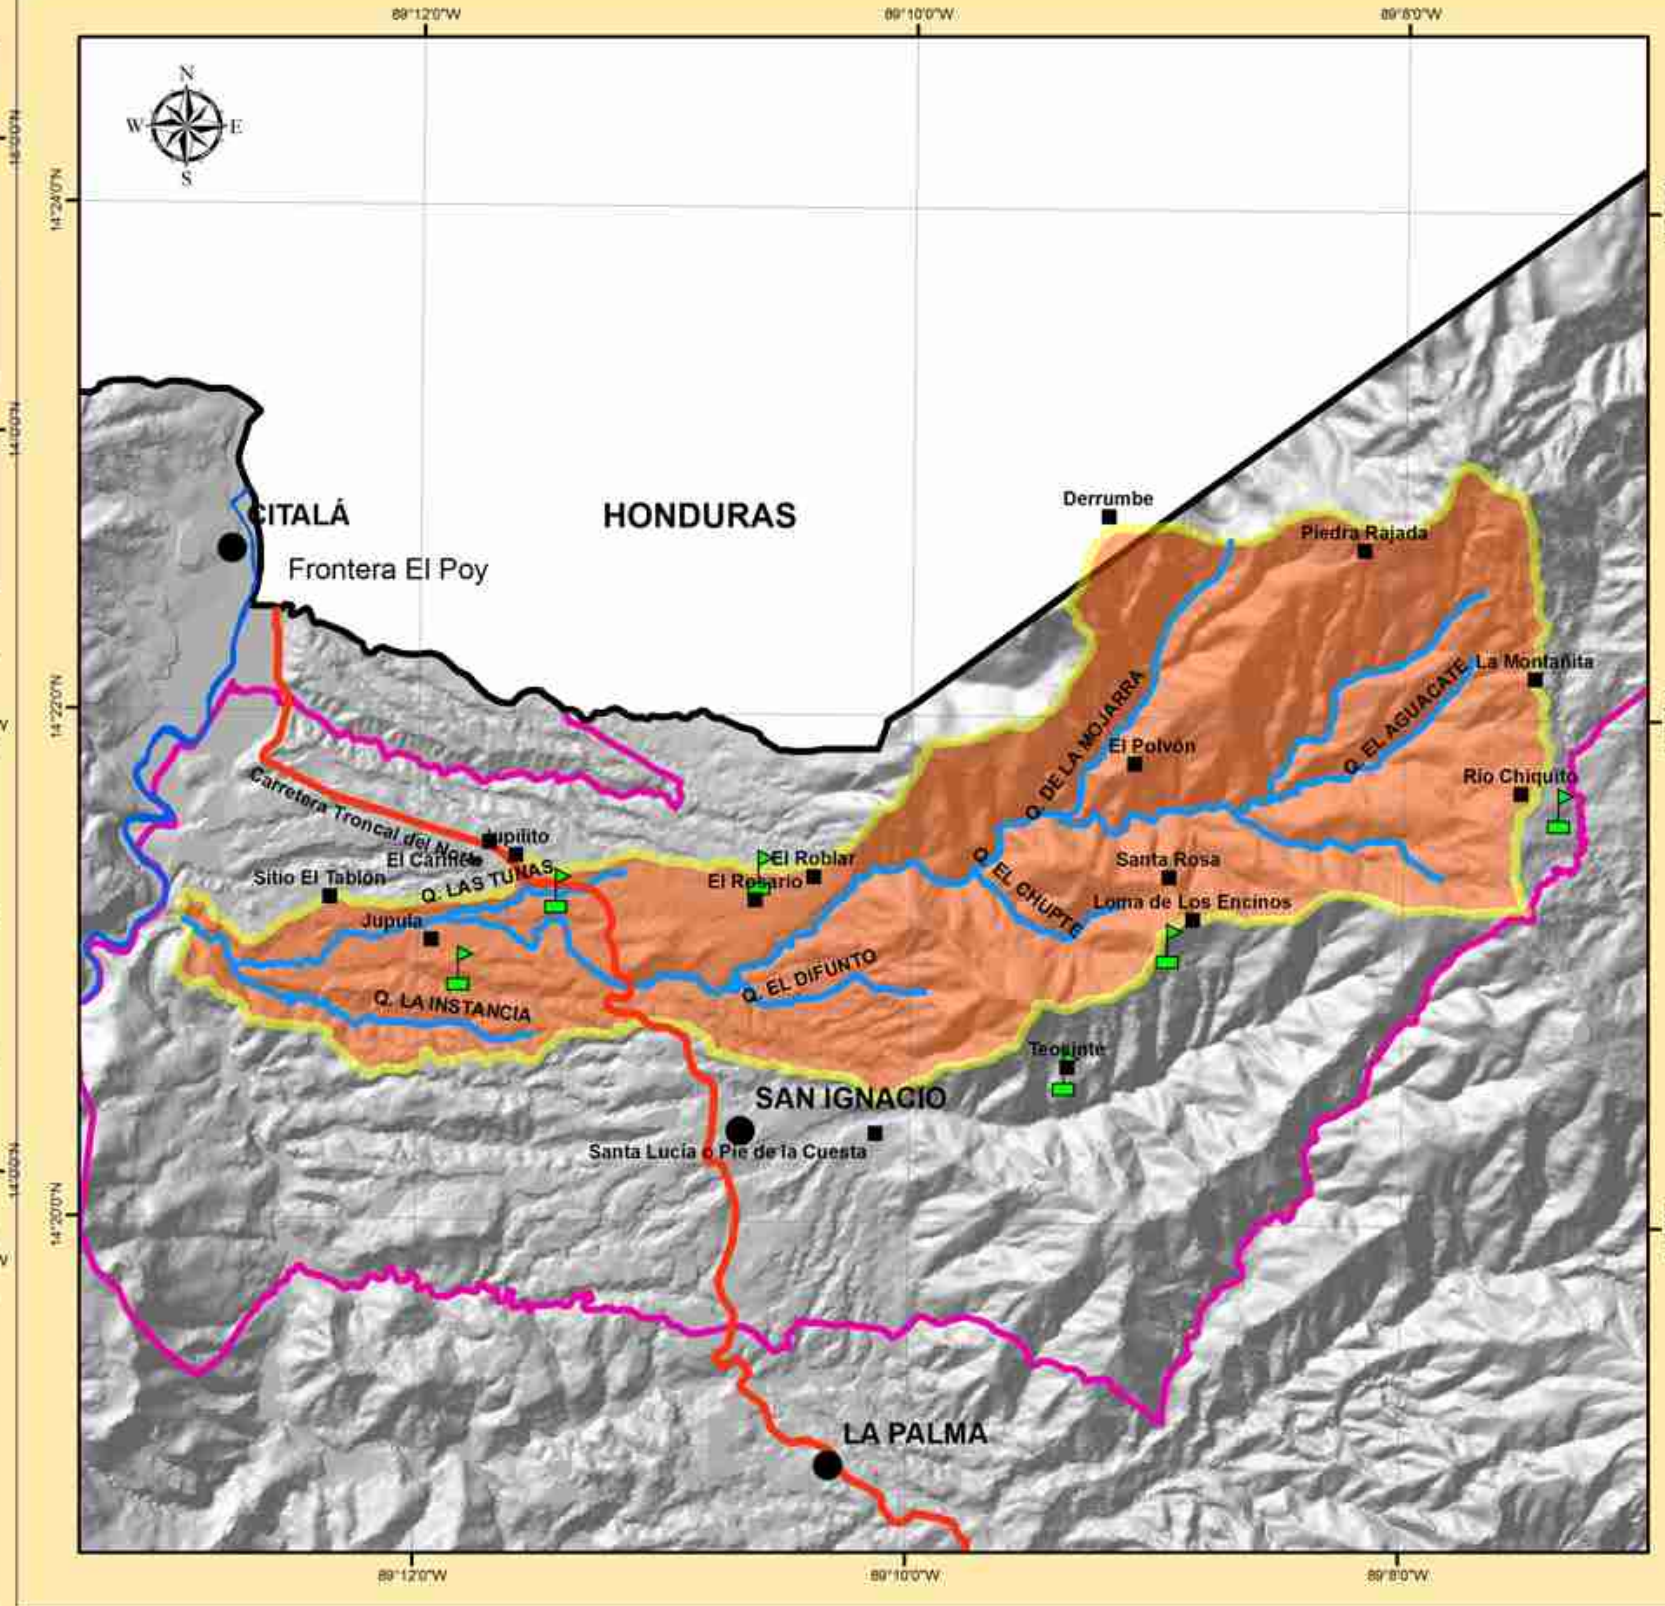 89°12'0"W
89°10'0"W
89°8'0"W
N
W
E
S
14°24'0"N
CITALÁ
HONDURAS
Derrumbe
Piedra Rajada
Frontera El Poy
La Montañita
14°22'0"N
Q. DE LA MOJARRA
Q. EL AGUACATE
El Polvón
Río Chiquito
Carretera Troncal del Norte
Jupilito
El Carmen
El Roblar
Santa Rosa
Sitio El Tablón
Q. LAS TUNAS
El Rosario
Q. EL CHUPTE
Loma de Los Encinos
Jupula
Q. EL DIFUNTO
Q. LA INSTANCIA
Teosinte
SAN IGNACIO
Santa Lucía o Pie de la Cuesta
14°20'0"N
LA PALMA
89°12'0"W
89°10'0"W
89°8'0"W